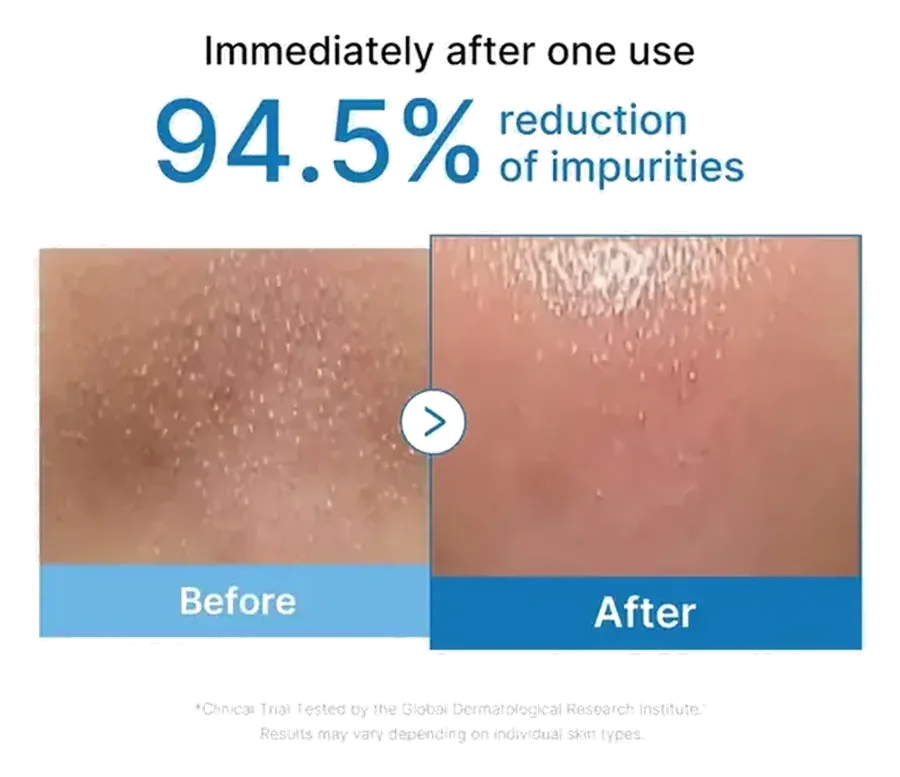 Immediately after one use
94.5% reduction
of impurities
Before
After
*Clinical Trial Tested by the Global Dermatological Research Institute.
Results may vary depending on individual skin types.